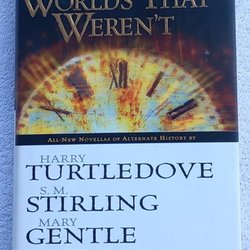 WORLDS THAT
WEREN'T
ALL-NEW NOVELLAS OF ALTERNATE HISTORY BY
HARRY
TURTLEDOVE
S. M.
STIRLING
MARY
GENTLE